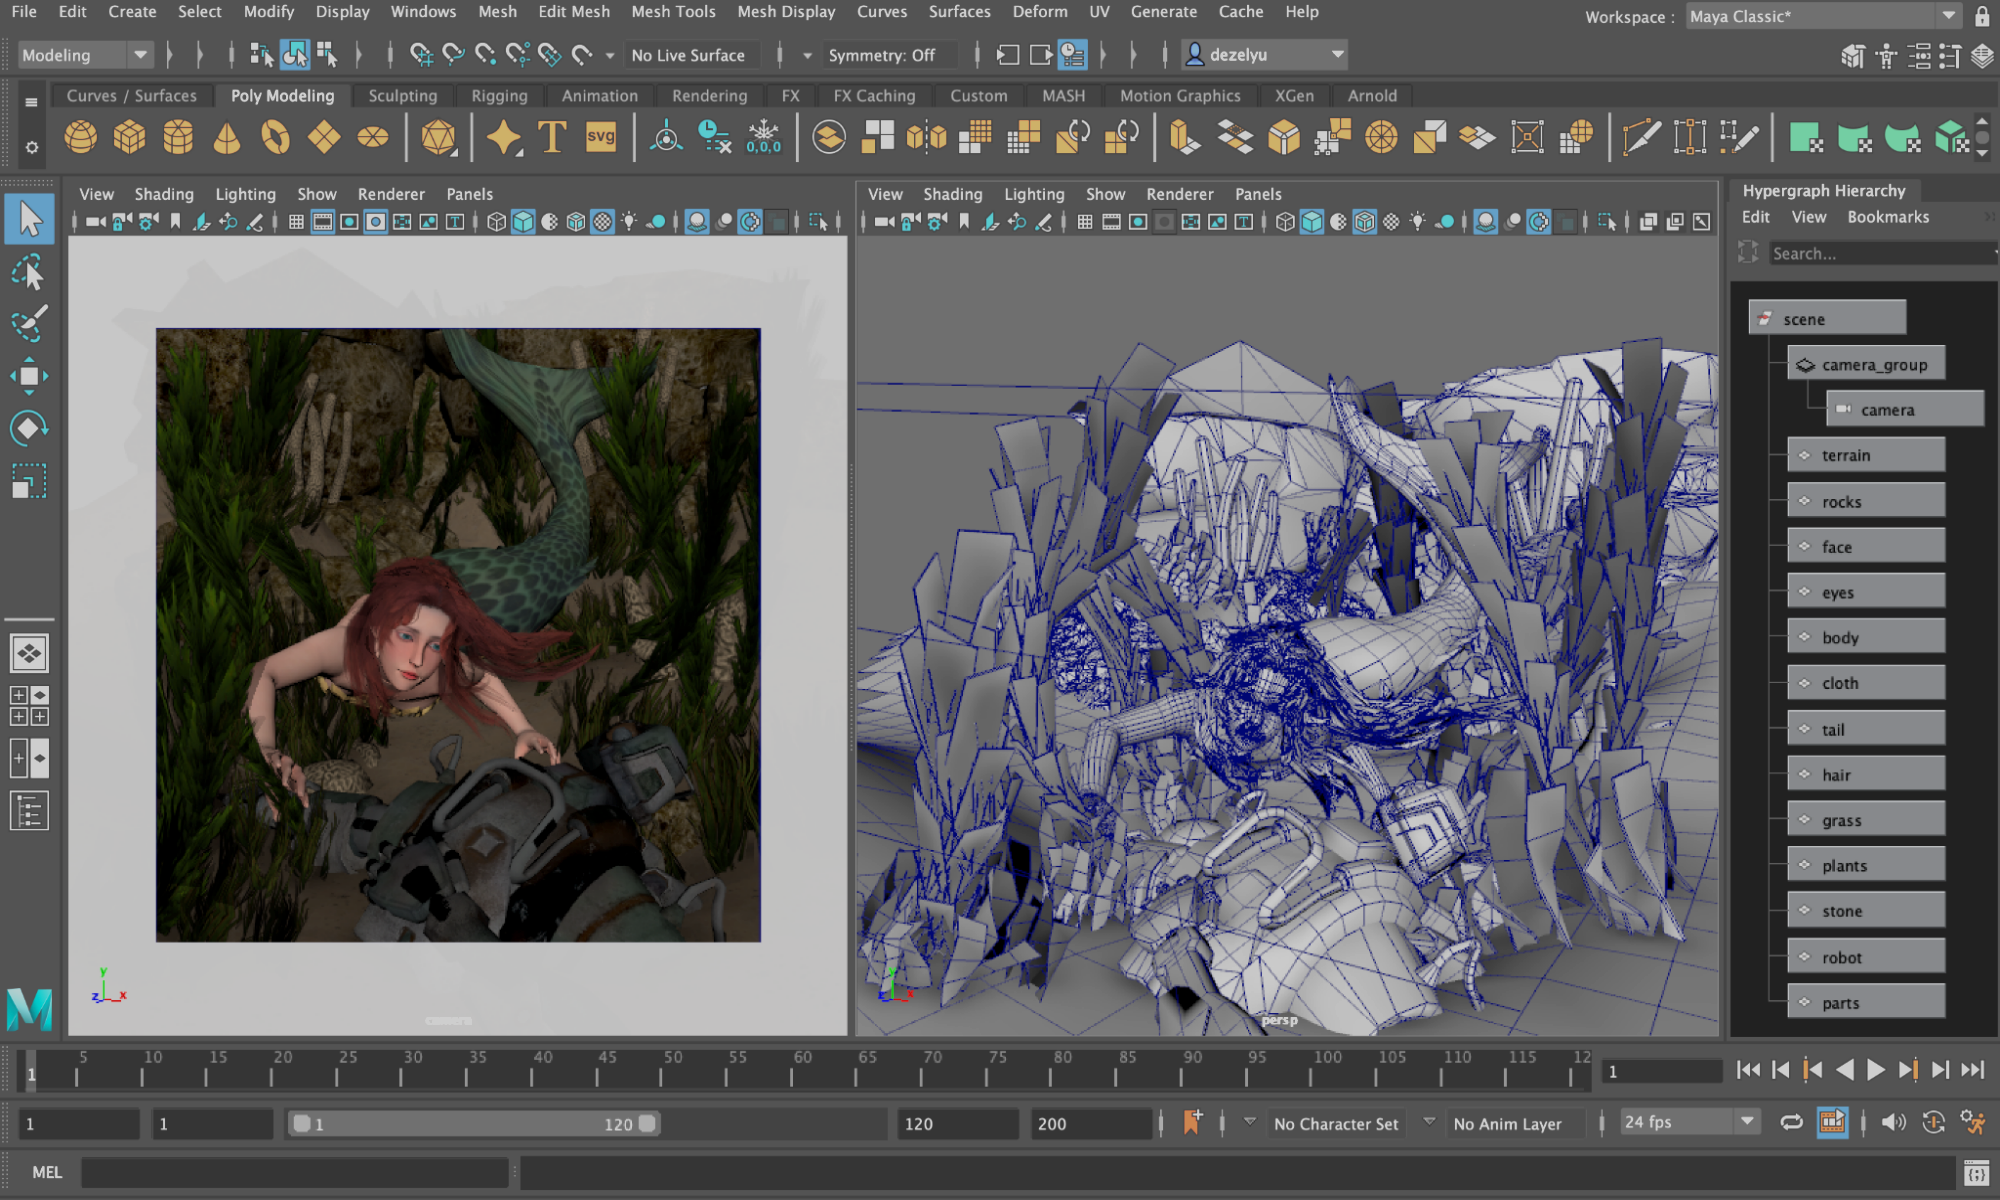 File Edit Create Select Modify Display Windows Mesh Edit Mesh Mesh Tools Mesh Display Curves Surfaces Deform UV Generate Cache Help
Workspace : Maya Classic*
Modeling No Live Surface Symmetry: Off dezelyu
Curves / Surfaces Poly Modeling Sculpting Rigging Animation Rendering FX FX Caching Custom MASH Motion Graphics XGen Arnold
T svg 0,0,0
View Shading Lighting Show Renderer Panels
View Shading Lighting Show Renderer Panels
Hypergraph Hierarchy
Edit View Bookmarks
Search...
scene
camera_group
camera
terrain
rocks
face
eyes
body
cloth
tail
hair
grass
plants
stone
robot
parts
y
z x
camera
y
z x
persp
M
1 5 10 15 20 25 30 35 40 45 50 55 60 65 70 75 80 85 90 95 100 105 110 115 12
1
1 1 1 120 120 200 No Character Set No Anim Layer 24 fps
MEL